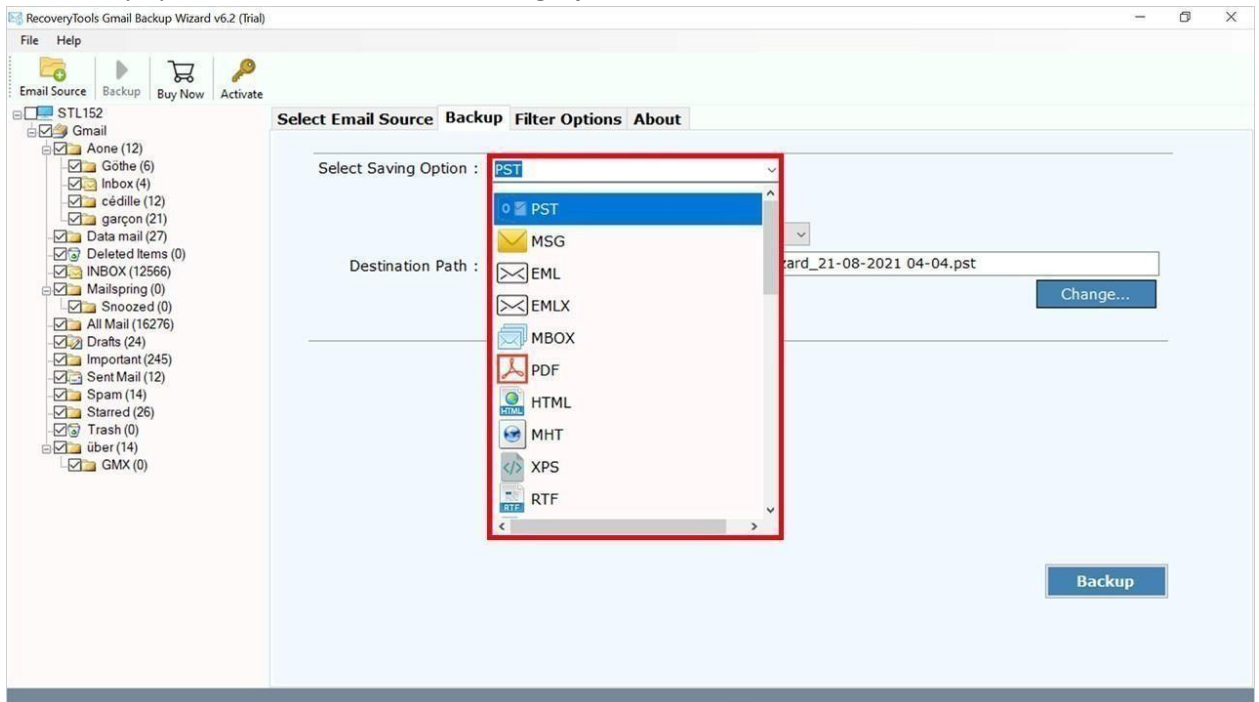 RecoveryTools Gmail Backup Wizard v6.2 (Trial)
File Help
Email Source Backup Buy Now Activate
STL152
Gmail
Aone (12)
Göthe (6)
Inbox (4)
cédille (12)
garçon (21)
Data mail (27)
Deleted Items (0)
INBOX (12566)
Mailspring (0)
Snoozed (0)
All Mail (16276)
Drafts (24)
Important (245)
Sent Mail (12)
Spam (14)
Starred (26)
Trash (0)
über (14)
GMX (0)
Select Email Source Backup Filter Options About
Select Saving Option : PST
PST
MSG
EML
EMLX
MBOX
PDF
HTML
MHT
XPS
RTF
Destination Path : zard_21-08-2021 04-04.pst
Change...
Backup